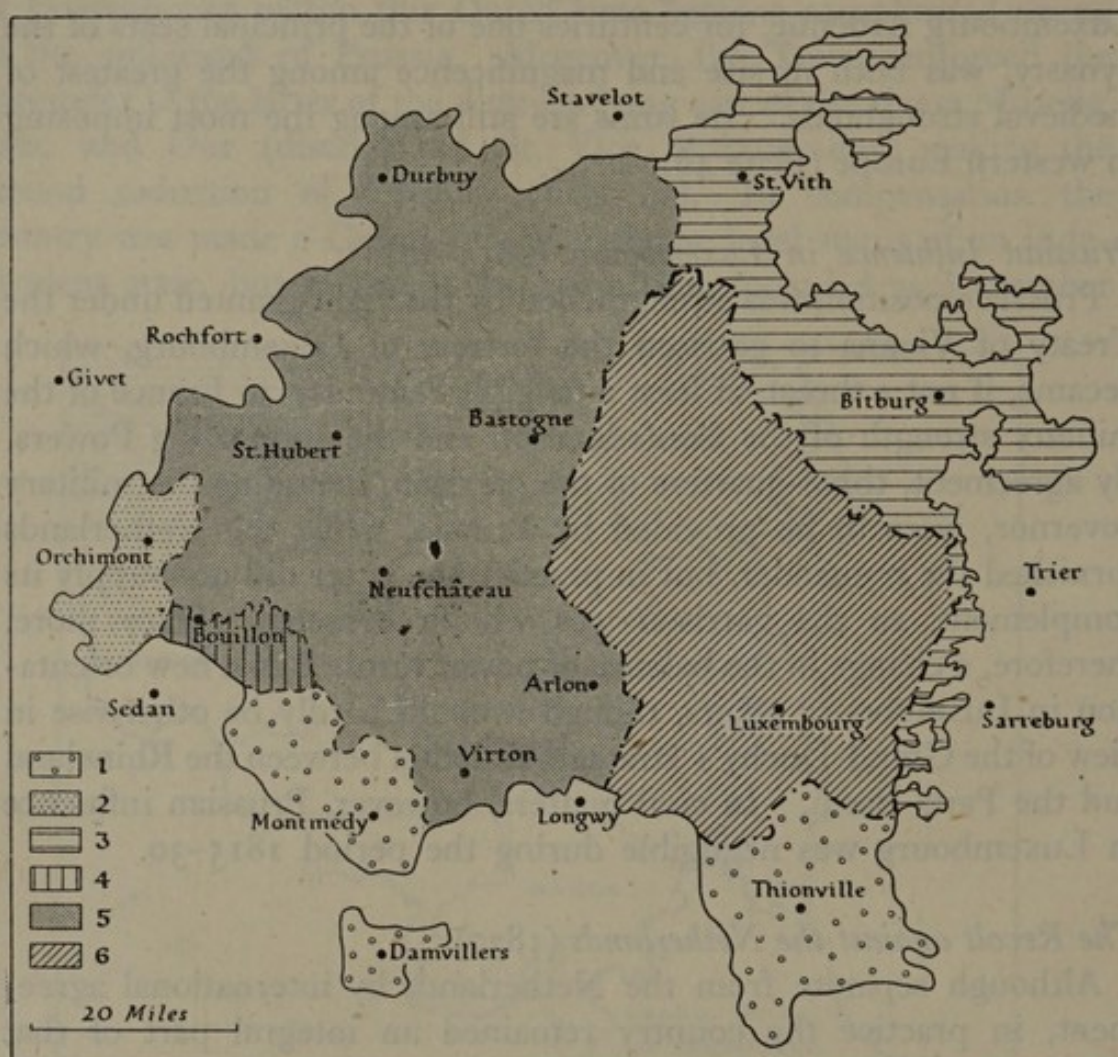 Stavelot
Durbuy
St.Vith
Rochfort
Givet
Bitburg
Bastogne
St.Hubert
Orchimont
Neufchâteau
Trier
Bouillon
Sedan
Arlon
Luxembourg
Sarreburg
Virton
Longwy
Montmédy
Thionville
Damvillers
1
2
3
4
5
6
20 Miles